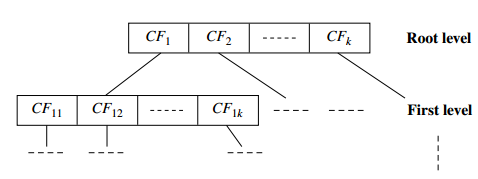 CF1 CF2 ----- CFk Root level
CF11 CF12 ----- CF1k First level